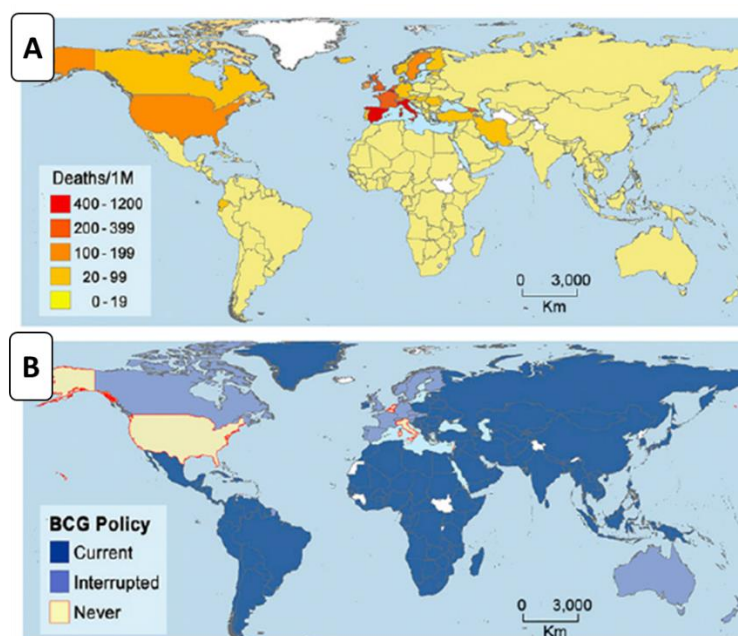 A
Deaths/1M
400 - 1200
200 - 399
100 - 199
20 - 99
0 - 19
0 3,000
Km
B
BCG Policy
Current
Interrupted
Never
0 3,000
Km